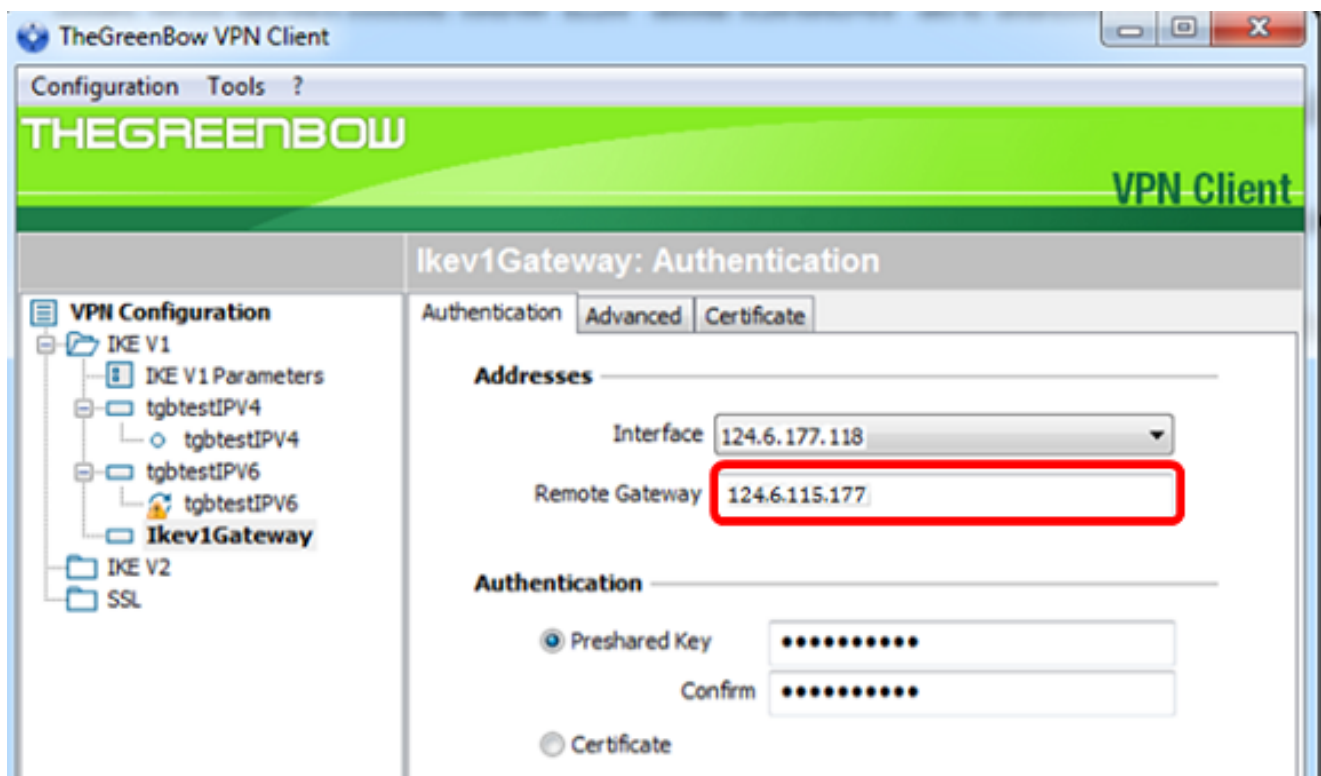 TheGreenBow VPN Client
Configuration Tools ?
THEGREENBOW
VPN Client
Ikev1Gateway: Authentication
VPN Configuration
IKE V1
IKE V1 Parameters
tgbtestIPV4
tgbtestIPV4
tgbtestIPV6
tgbtestIPV6
Ikev1Gateway
IKE V2
SSL
Authentication Advanced Certificate
Addresses
Interface 124.6.177.118
Remote Gateway 124.6.115.177
Authentication
Preshared Key ••••••••••
Confirm ••••••••••
Certificate